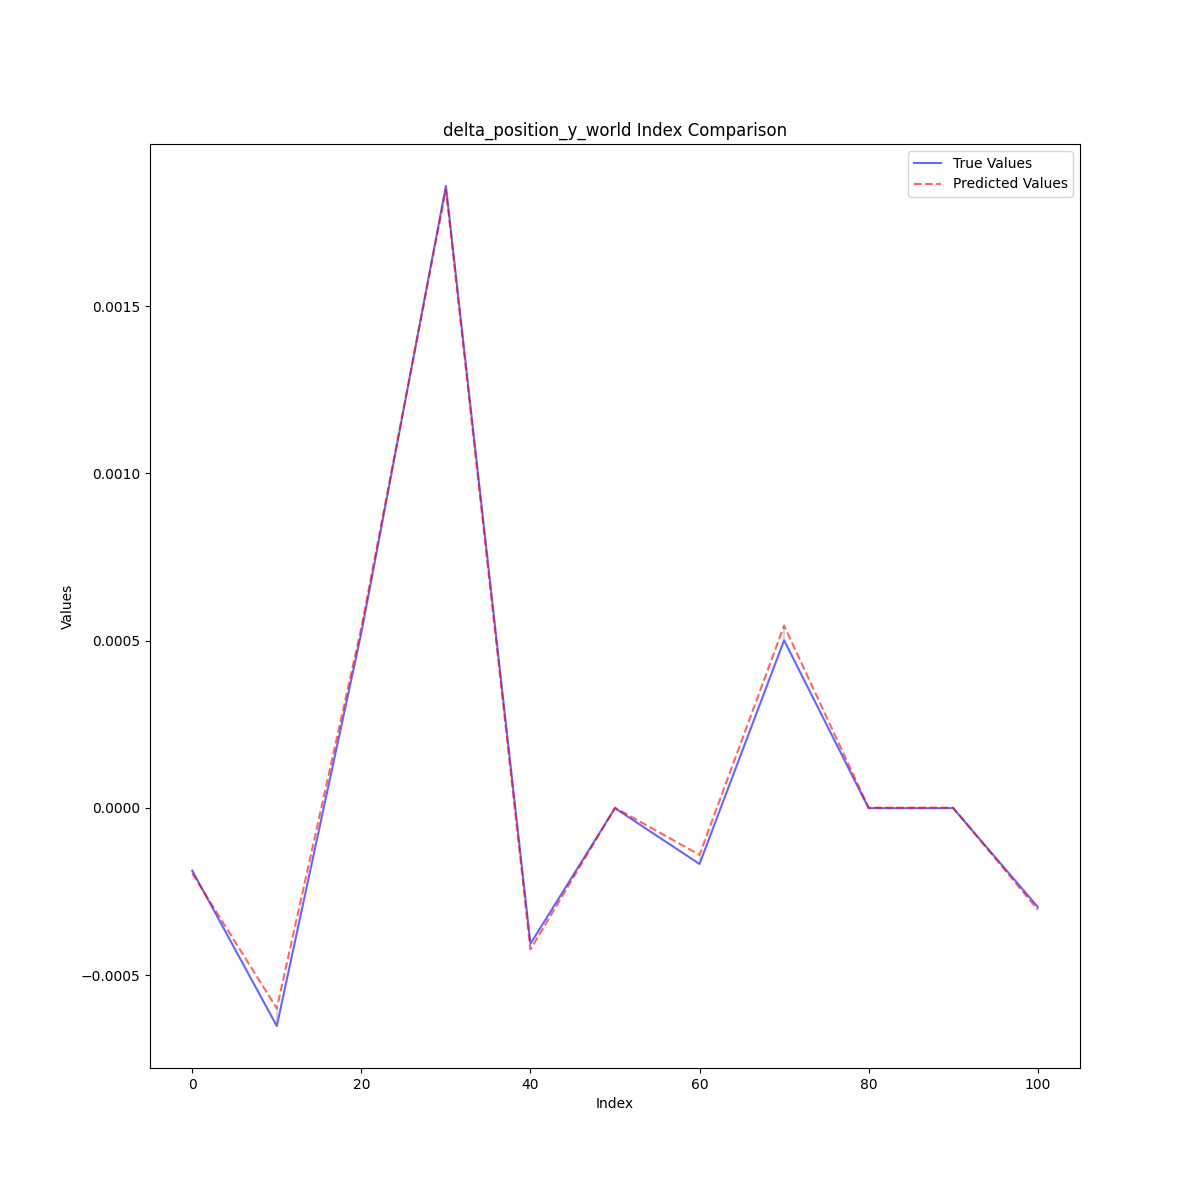 delta_position_y_world Index Comparison
True Values
Predicted Values
0.0015
0.0010
0.0005
0.0000
−0.0005
Values
0 20 40 60 80 100
Index